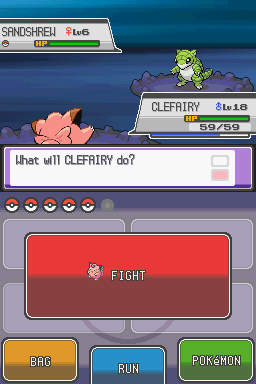 SANDSHREW ♀Lv6
HP
CLEFAIRY ♂Lv18
HP
59/59
What will CLEFAIRY do?
FIGHT
BAG
RUN
POKéMON